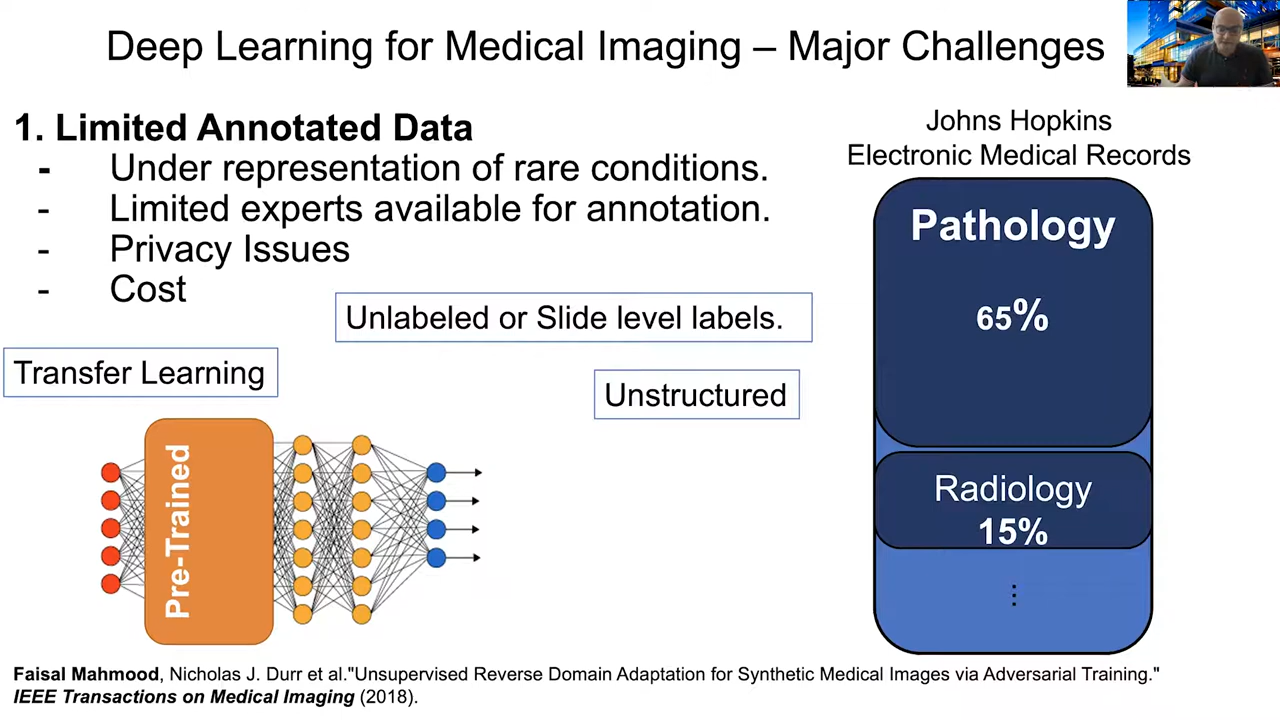 Deep Learning for Medical Imaging – Major Challenges
1. Limited Annotated Data
- Under representation of rare conditions.
- Limited experts available for annotation.
- Privacy Issues
- Cost
Unlabeled or Slide level labels.
Transfer Learning
Unstructured
Pre-Trained
Johns Hopkins
Electronic Medical Records
Pathology
65%
Radiology
15%
⋮
Faisal Mahmood, Nicholas J. Durr et al."Unsupervised Reverse Domain Adaptation for Synthetic Medical Images via Adversarial Training."
IEEE Transactions on Medical Imaging (2018).